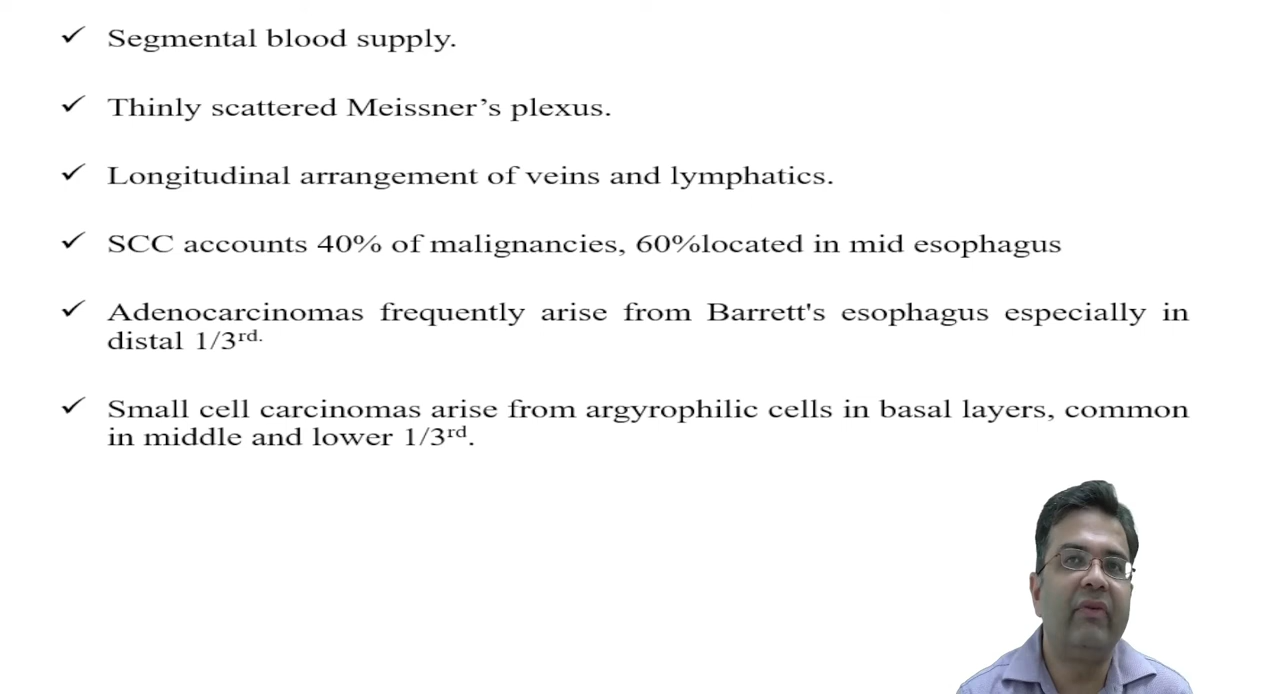 ✓ Segmental blood supply.
✓ Thinly scattered Meissner’s plexus.
✓ Longitudinal arrangement of veins and lymphatics.
✓ SCC accounts 40% of malignancies, 60%located in mid esophagus
✓ Adenocarcinomas frequently arise from Barrett's esophagus especially in
distal 1/3rd.
✓ Small cell carcinomas arise from argyrophilic cells in basal layers, common
in middle and lower 1/3rd.